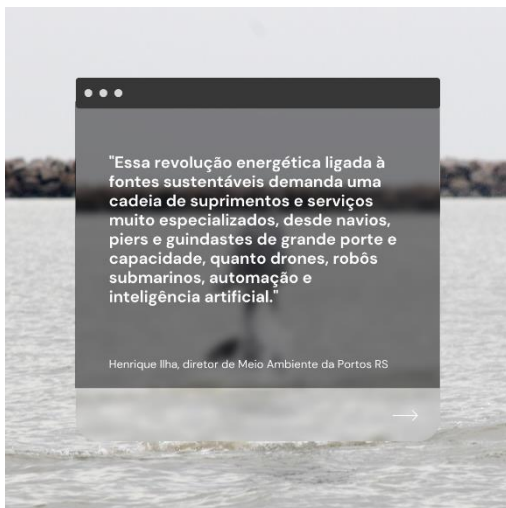 "Essa revolução energética ligada à
fontes sustentáveis demanda uma
cadeia de suprimentos e serviços
muito especializados, desde navios,
piers e guindastes de grande porte e
capacidade, quanto drones, robôs
submarinos, automação e
inteligência artificial."
Henrique Ilha, diretor de Meio Ambiente da Portos RS